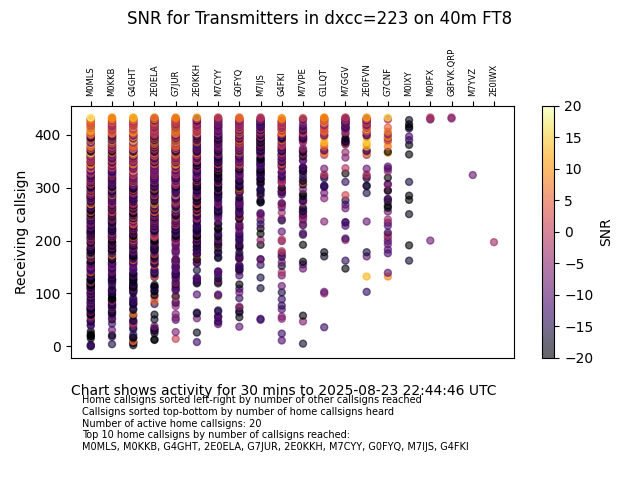 SNR for Transmitters in dxcc=223 on 40m FT8
M0MLS M0KKB G4GHT 2E0ELA G7JUR 2E0KKH M7CYY G0FYQ M7IJS G4FKI M7VPE G1LQT M7GGV 2E0FVN G7CNF M0IXY M0PFX G8FVK.QRP M7YVZ 2E0IWX
Receiving callsign
400
300
200
100
0
20
15
10
5
0
−5
−10
−15
−20
SNR
Chart shows activity for 30 mins to 2025-08-23 22:44:46 UTC
Home callsigns sorted left-right by number of other callsigns reached
Callsigns sorted top-bottom by number of home callsigns heard
Number of active home callsigns: 20
Top 10 home callsigns by number of callsigns reached:
M0MLS, M0KKB, G4GHT, 2E0ELA, G7JUR, 2E0KKH, M7CYY, G0FYQ, M7IJS, G4FKI